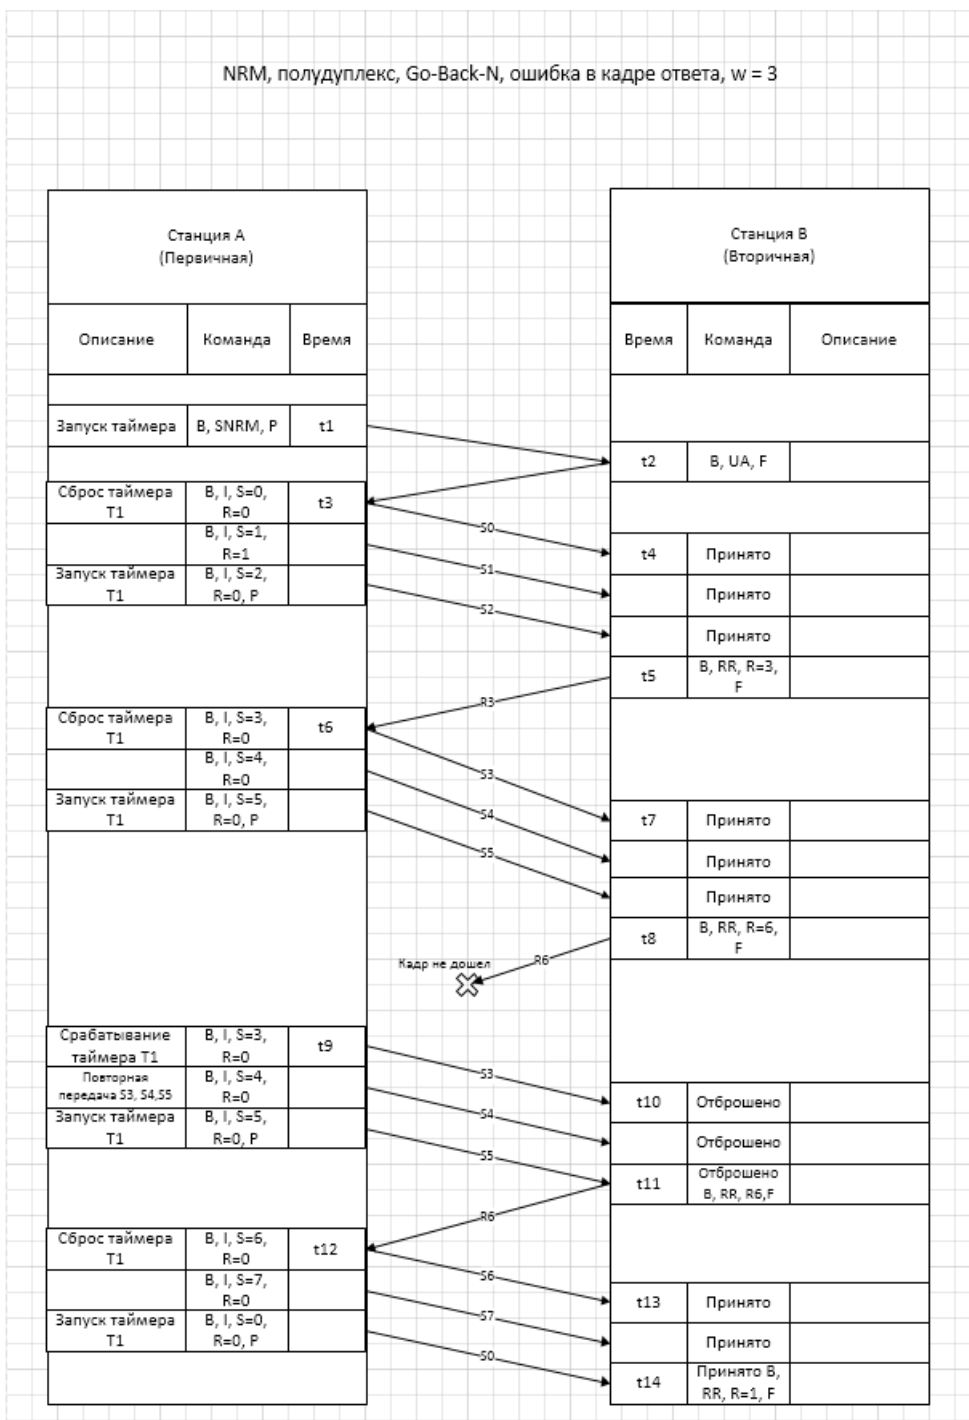 NRM, полудуплекс, Go-Back-N, ошибка в кадре ответа, w = 3
Станция A
(Первичная)
Станция B
(Вторичная)
Описание
Команда
Время
Время
Команда
Описание
Запуск таймера
B, SNRM, P
t1
t2
B, UA, F
Сброс таймера
T1
B, I, S=0,
R=0
t3
S0
B, I, S=1,
R=1
S1
Запуск таймера
T1
B, I, S=2,
R=0, P
S2
t4
Принято
Принято
Принято
t5
B, RR, R=3,
F
R3
Сброс таймера
T1
B, I, S=3,
R=0
t6
S3
B, I, S=4,
R=0
S4
Запуск таймера
T1
B, I, S=5,
R=0, P
S5
t7
Принято
Принято
Принято
t8
B, RR, R=6,
F
R6
Кадр не дошел
Срабатывание
таймера T1
B, I, S=3,
R=0
t9
S3
Повторная
передача S3, S4,S5
B, I, S=4,
R=0
S4
Запуск таймера
T1
B, I, S=5,
R=0, P
S5
t10
Отброшено
Отброшено
t11
Отброшено
B, RR, R6,F
R6
Сброс таймера
T1
B, I, S=6,
R=0
t12
S6
B, I, S=7,
R=0
S7
Запуск таймера
T1
B, I, S=0,
R=0, P
S0
t13
Принято
Принято
t14
Принято B,
RR, R=1, F